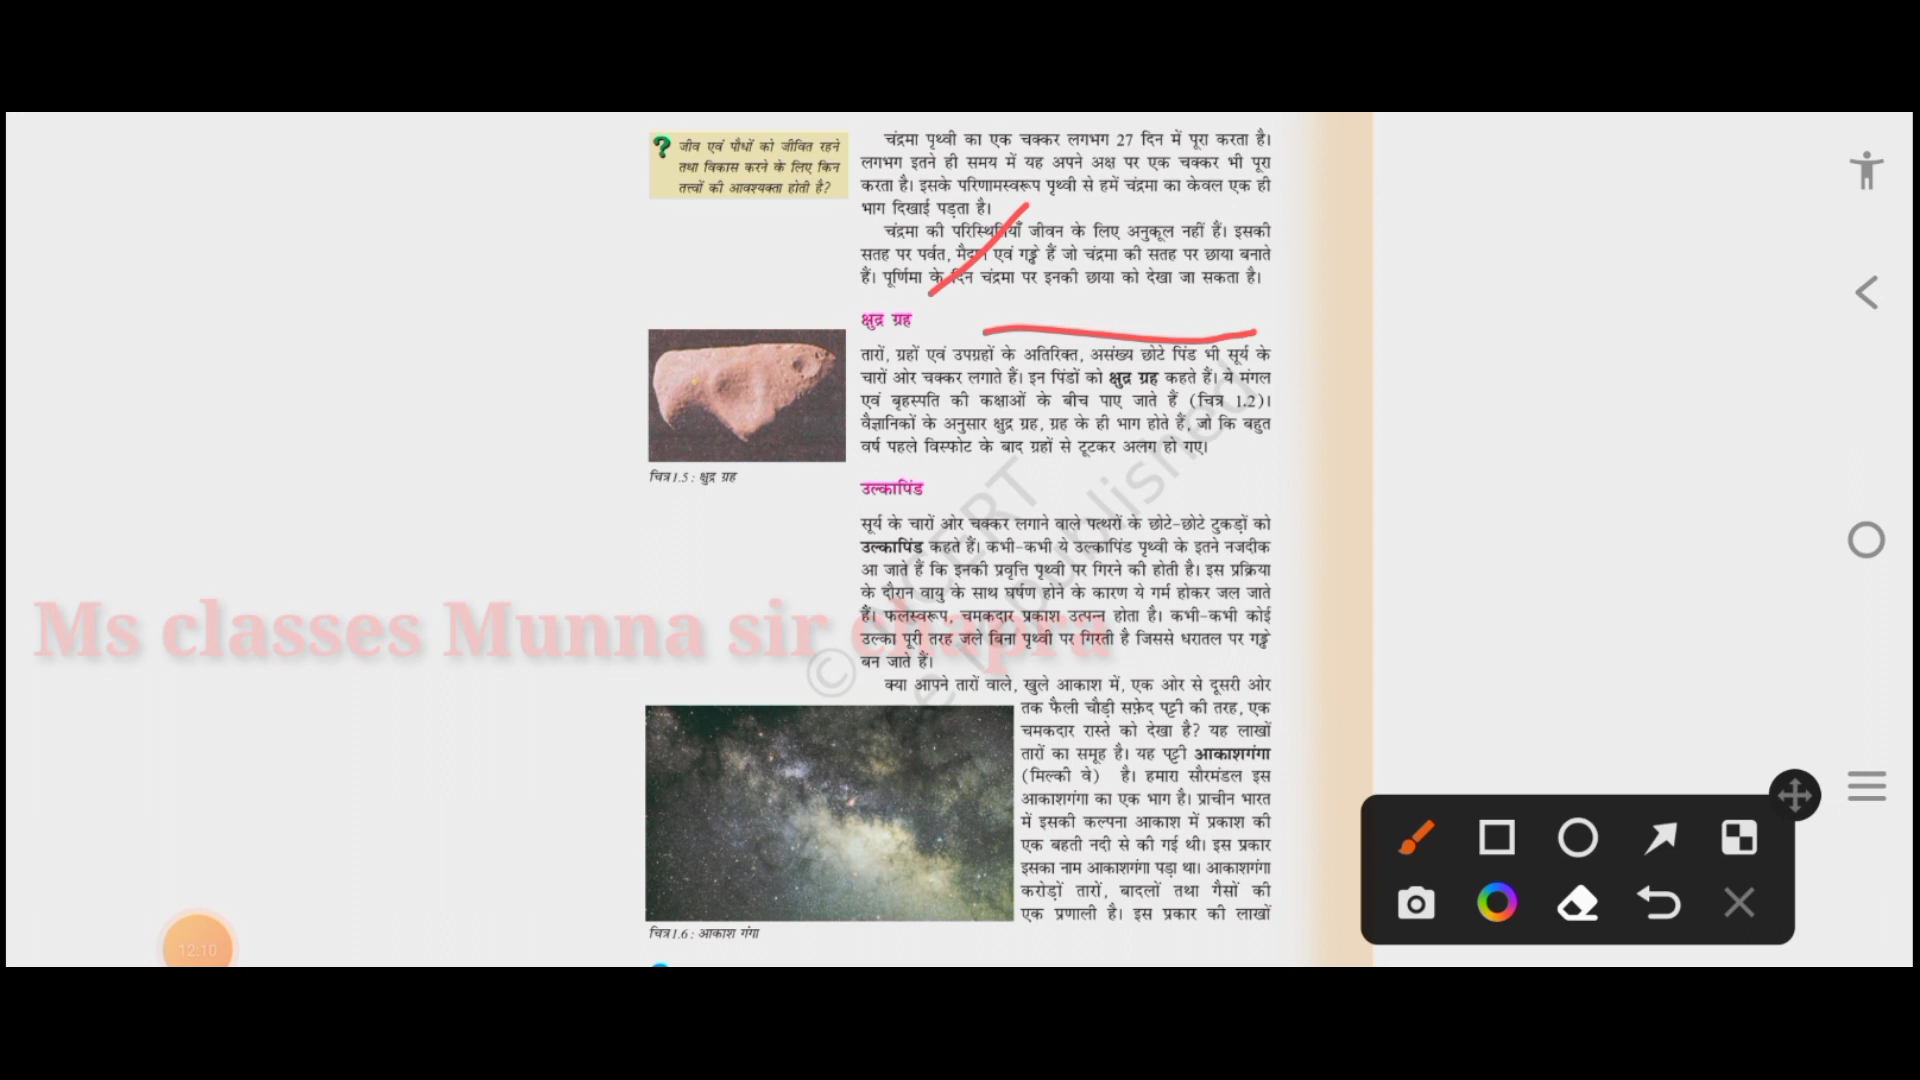 जीव एवं पौधों को जीवित रहने
तथा विकास करने के लिए किन
तत्त्वों की आवश्यकता होती है?
चंद्रमा पृथ्वी का एक चक्कर लगभग 27 दिन में पूरा करता है।
लगभग इतने ही समय में यह अपने अक्ष पर एक चक्कर भी पूरा
करता है। इसके परिणामस्वरूप पृथ्वी से हमें चंद्रमा का केवल एक ही
भाग दिखाई पड़ता है।
चंद्रमा की परिस्थितियाँ जीवन के लिए अनुकूल नहीं हैं। इसकी
सतह पर पर्वत, मैदान एवं गड्ढे हैं जो चंद्रमा की सतह पर छाया बनाते
हैं। पूर्णिमा के दिन चंद्रमा पर इनकी छाया को देखा जा सकता है।
क्षुद्र ग्रह
तारों, ग्रहों एवं उपग्रहों के अतिरिक्त, असंख्य छोटे पिंड भी सूर्य के
चारों ओर चक्कर लगाते हैं। इन पिंडों को क्षुद्र ग्रह कहते हैं। ये मंगल
एवं बृहस्पति की कक्षाओं के बीच पाए जाते हैं (चित्र 1.2)।
वैज्ञानिकों के अनुसार क्षुद्र ग्रह, ग्रह के ही भाग होते हैं, जो कि बहुत
वर्ष पहले विस्फोट के बाद ग्रहों से टूटकर अलग हो गए।
चित्र1.5 : क्षुद्र ग्रह
उल्कापिंड
सूर्य के चारों ओर चक्कर लगाने वाले पत्थरों के छोटे-छोटे टुकड़ों को
उल्कापिंड कहते हैं। कभी-कभी ये उल्कापिंड पृथ्वी के इतने नजदीक
आ जाते हैं कि इनकी प्रवृत्ति पृथ्वी पर गिरने की होती है। इस प्रक्रिया
के दौरान वायु के साथ घर्षण होने के कारण ये गर्म होकर जल जाते
हैं। फलस्वरूप, चमकदार प्रकाश उत्पन्न होता है। कभी-कभी कोई
उल्का पूरी तरह जले बिना पृथ्वी पर गिरती है जिससे धरातल पर गड्ढे
बन जाते हैं।
Ms classes Munna sir chapra
क्या आपने तारों वाले, खुले आकाश में, एक ओर से दूसरी ओर
तक फैली चौड़ी सफ़ेद पट्टी की तरह, एक
चमकदार रास्ते को देखा है? यह लाखों
तारों का समूह है। यह पट्टी आकाशगंगा
(मिल्की वे) है। हमारा सौरमंडल इस
आकाशगंगा का एक भाग है। प्राचीन भारत
में इसकी कल्पना आकाश में प्रकाश की
एक बहती नदी से की गई थी। इस प्रकार
इसका नाम आकाशगंगा पड़ा था। आकाशगंगा
करोड़ों तारों, बादलों तथा गैसों की
एक प्रणाली है। इस प्रकार की लाखों
चित्र1.6 : आकाश गंगा
© NCERT
be published
12:10